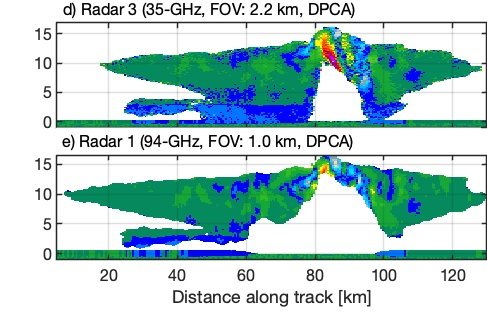 d) Radar 3 (35-GHz, FOV: 2.2 km, DPCA)
15
10
5
0
e) Radar 1 (94-GHz, FOV: 1.0 km, DPCA)
15
10
5
0
20 40 60 80 100 120
Distance along track [km]